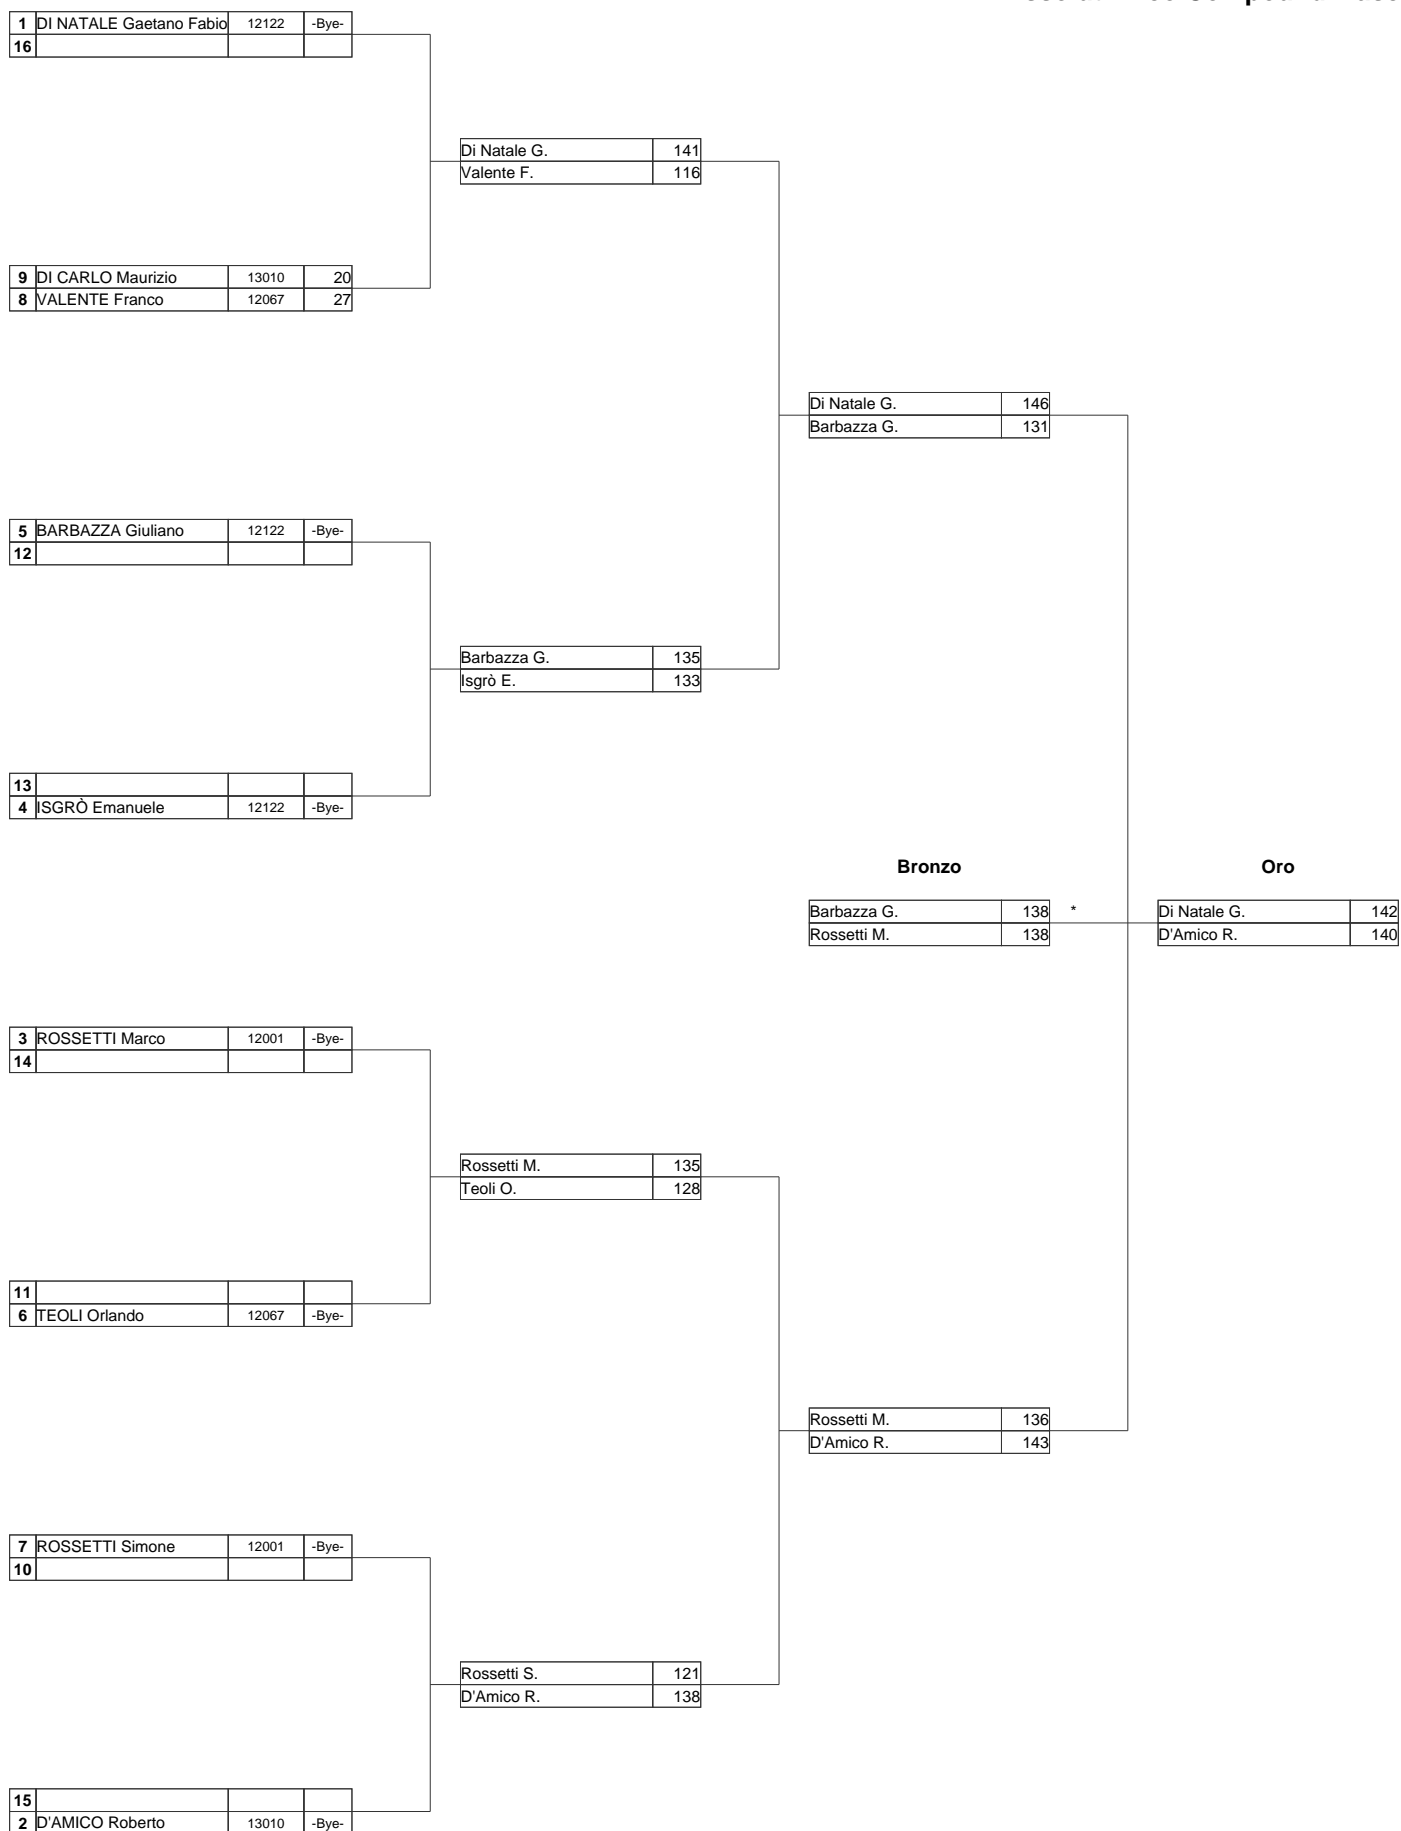 1 DI NATALE Gaetano Fabio 12122 -Bye-
16
Di Natale G. 141
Valente F. 116
9 DI CARLO Maurizio 13010 20
8 VALENTE Franco 12067 27
Di Natale G. 146
Barbazza G. 131
5 BARBAZZA Giuliano 12122 -Bye-
12
Barbazza G. 135
Isgrò E. 133
13
4 ISGRÒ Emanuele 12122 -Bye-
Bronzo Oro
Barbazza G. 138 * Di Natale G. 142
Rossetti M. 138 D'Amico R. 140
3 ROSSETTI Marco 12001 -Bye-
14
Rossetti M. 135
Teoli O. 128
11
6 TEOLI Orlando 12067 -Bye-
Rossetti M. 136
D'Amico R. 143
7 ROSSETTI Simone 12001 -Bye-
10
Rossetti S. 121
D'Amico R. 138
15
2 D'AMICO Roberto 13010 -Bye-